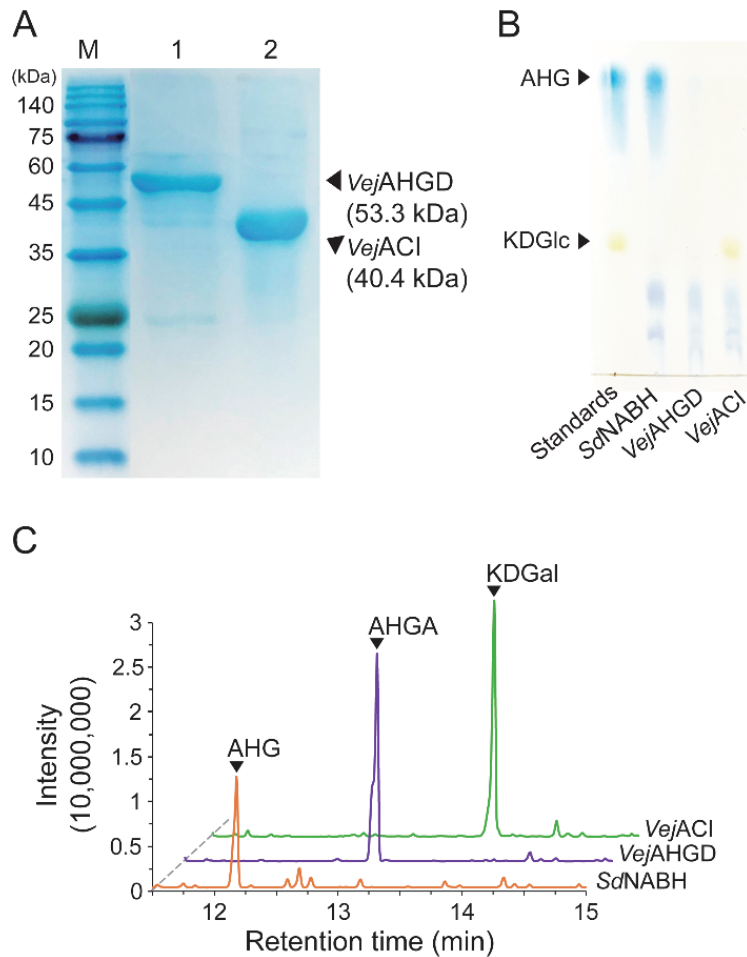 A
M 1 2
(kDa)
140
75
60
45
35
25
20
15
10
VejAHGD
(53.3 kDa)
VejACI
(40.4 kDa)
B
AHG
KDGlc
Standards
SdNABH
VejAHGD
VejACI
C
Intensity
(10,000,000)
3
2.5
2
1.5
1
0.5
0
AHG
AHGA
KDGal
VejACI
VejAHGD
SdNABH
12 13 14 15
Retention time (min)